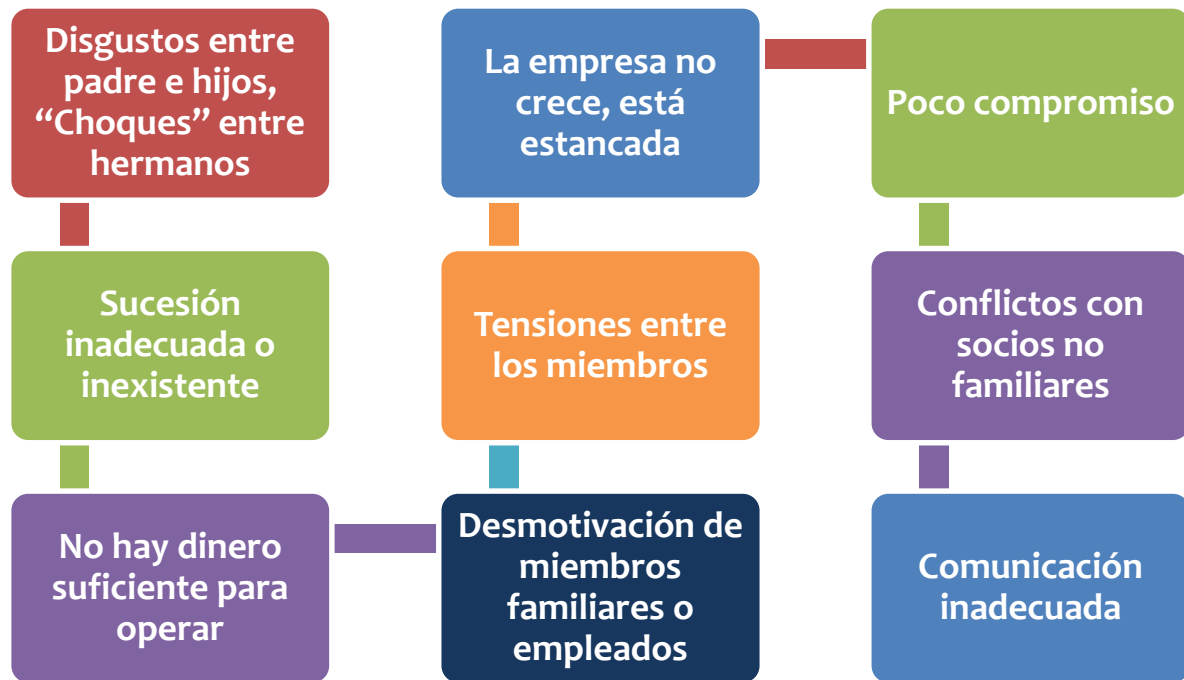 Disgustos entre
padre e hijos,
“Choques” entre
hermanos
Sucesión
inadecuada o
inexistente
No hay dinero
suficiente para
operar
Desmotivación de
miembros
familiares o
empleados
Tensiones entre
los miembros
La empresa no
crece, está
estancada
Poco compromiso
Conflictos con
socios no
familiares
Comunicación
inadecuada